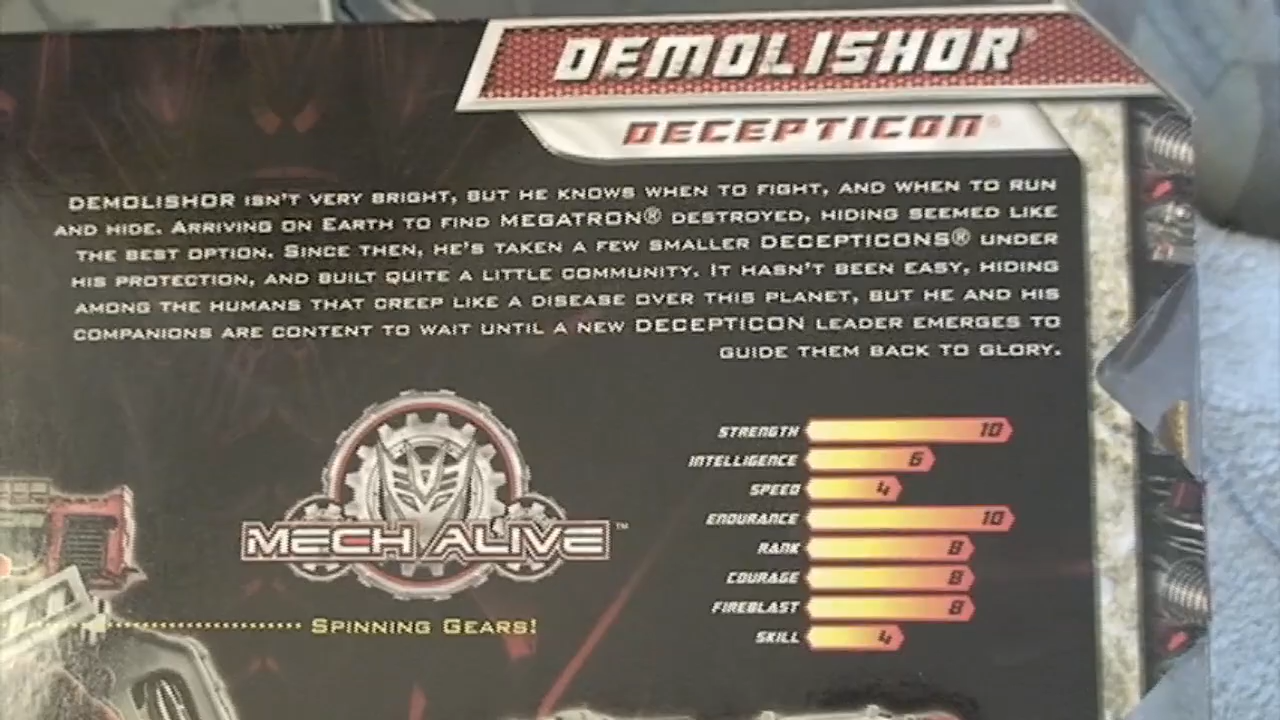 DEMOLISHOR®
DECEPTICON®
DEMOLISHOR ISN'T VERY BRIGHT, BUT HE KNOWS WHEN TO FIGHT, AND WHEN TO RUN
AND HIDE. ARRIVING ON EARTH TO FIND MEGATRON® DESTROYED, HIDING SEEMED LIKE
THE BEST OPTION. SINCE THEN, HE'S TAKEN A FEW SMALLER DECEPTICONS® UNDER
HIS PROTECTION, AND BUILT QUITE A LITTLE COMMUNITY. IT HASN'T BEEN EASY, HIDING
AMONG THE HUMANS THAT CREEP LIKE A DISEASE OVER THIS PLANET, BUT HE AND HIS
COMPANIONS ARE CONTENT TO WAIT UNTIL A NEW DECEPTICON LEADER EMERGES TO
GUIDE THEM BACK TO GLORY.
MECH ALIVE™
SPINNING GEARS!
STRENGTH 10
INTELLIGENCE 6
SPEED 4
ENDURANCE 10
RANK 8
COURAGE 8
FIREBLAST 8
SKILL 4